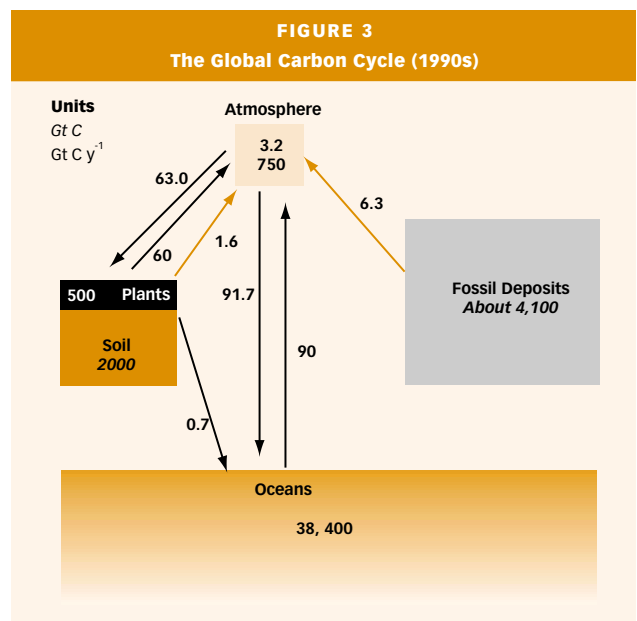 FIGURE 3
The Global Carbon Cycle (1990s)
Units
Gt C
Gt C y-1
Atmosphere
3.2
750
63.0
60
1.6
6.3
91.7
90
500 Plants
Soil
2000
Fossil Deposits
About 4,100
0.7
Oceans
38, 400